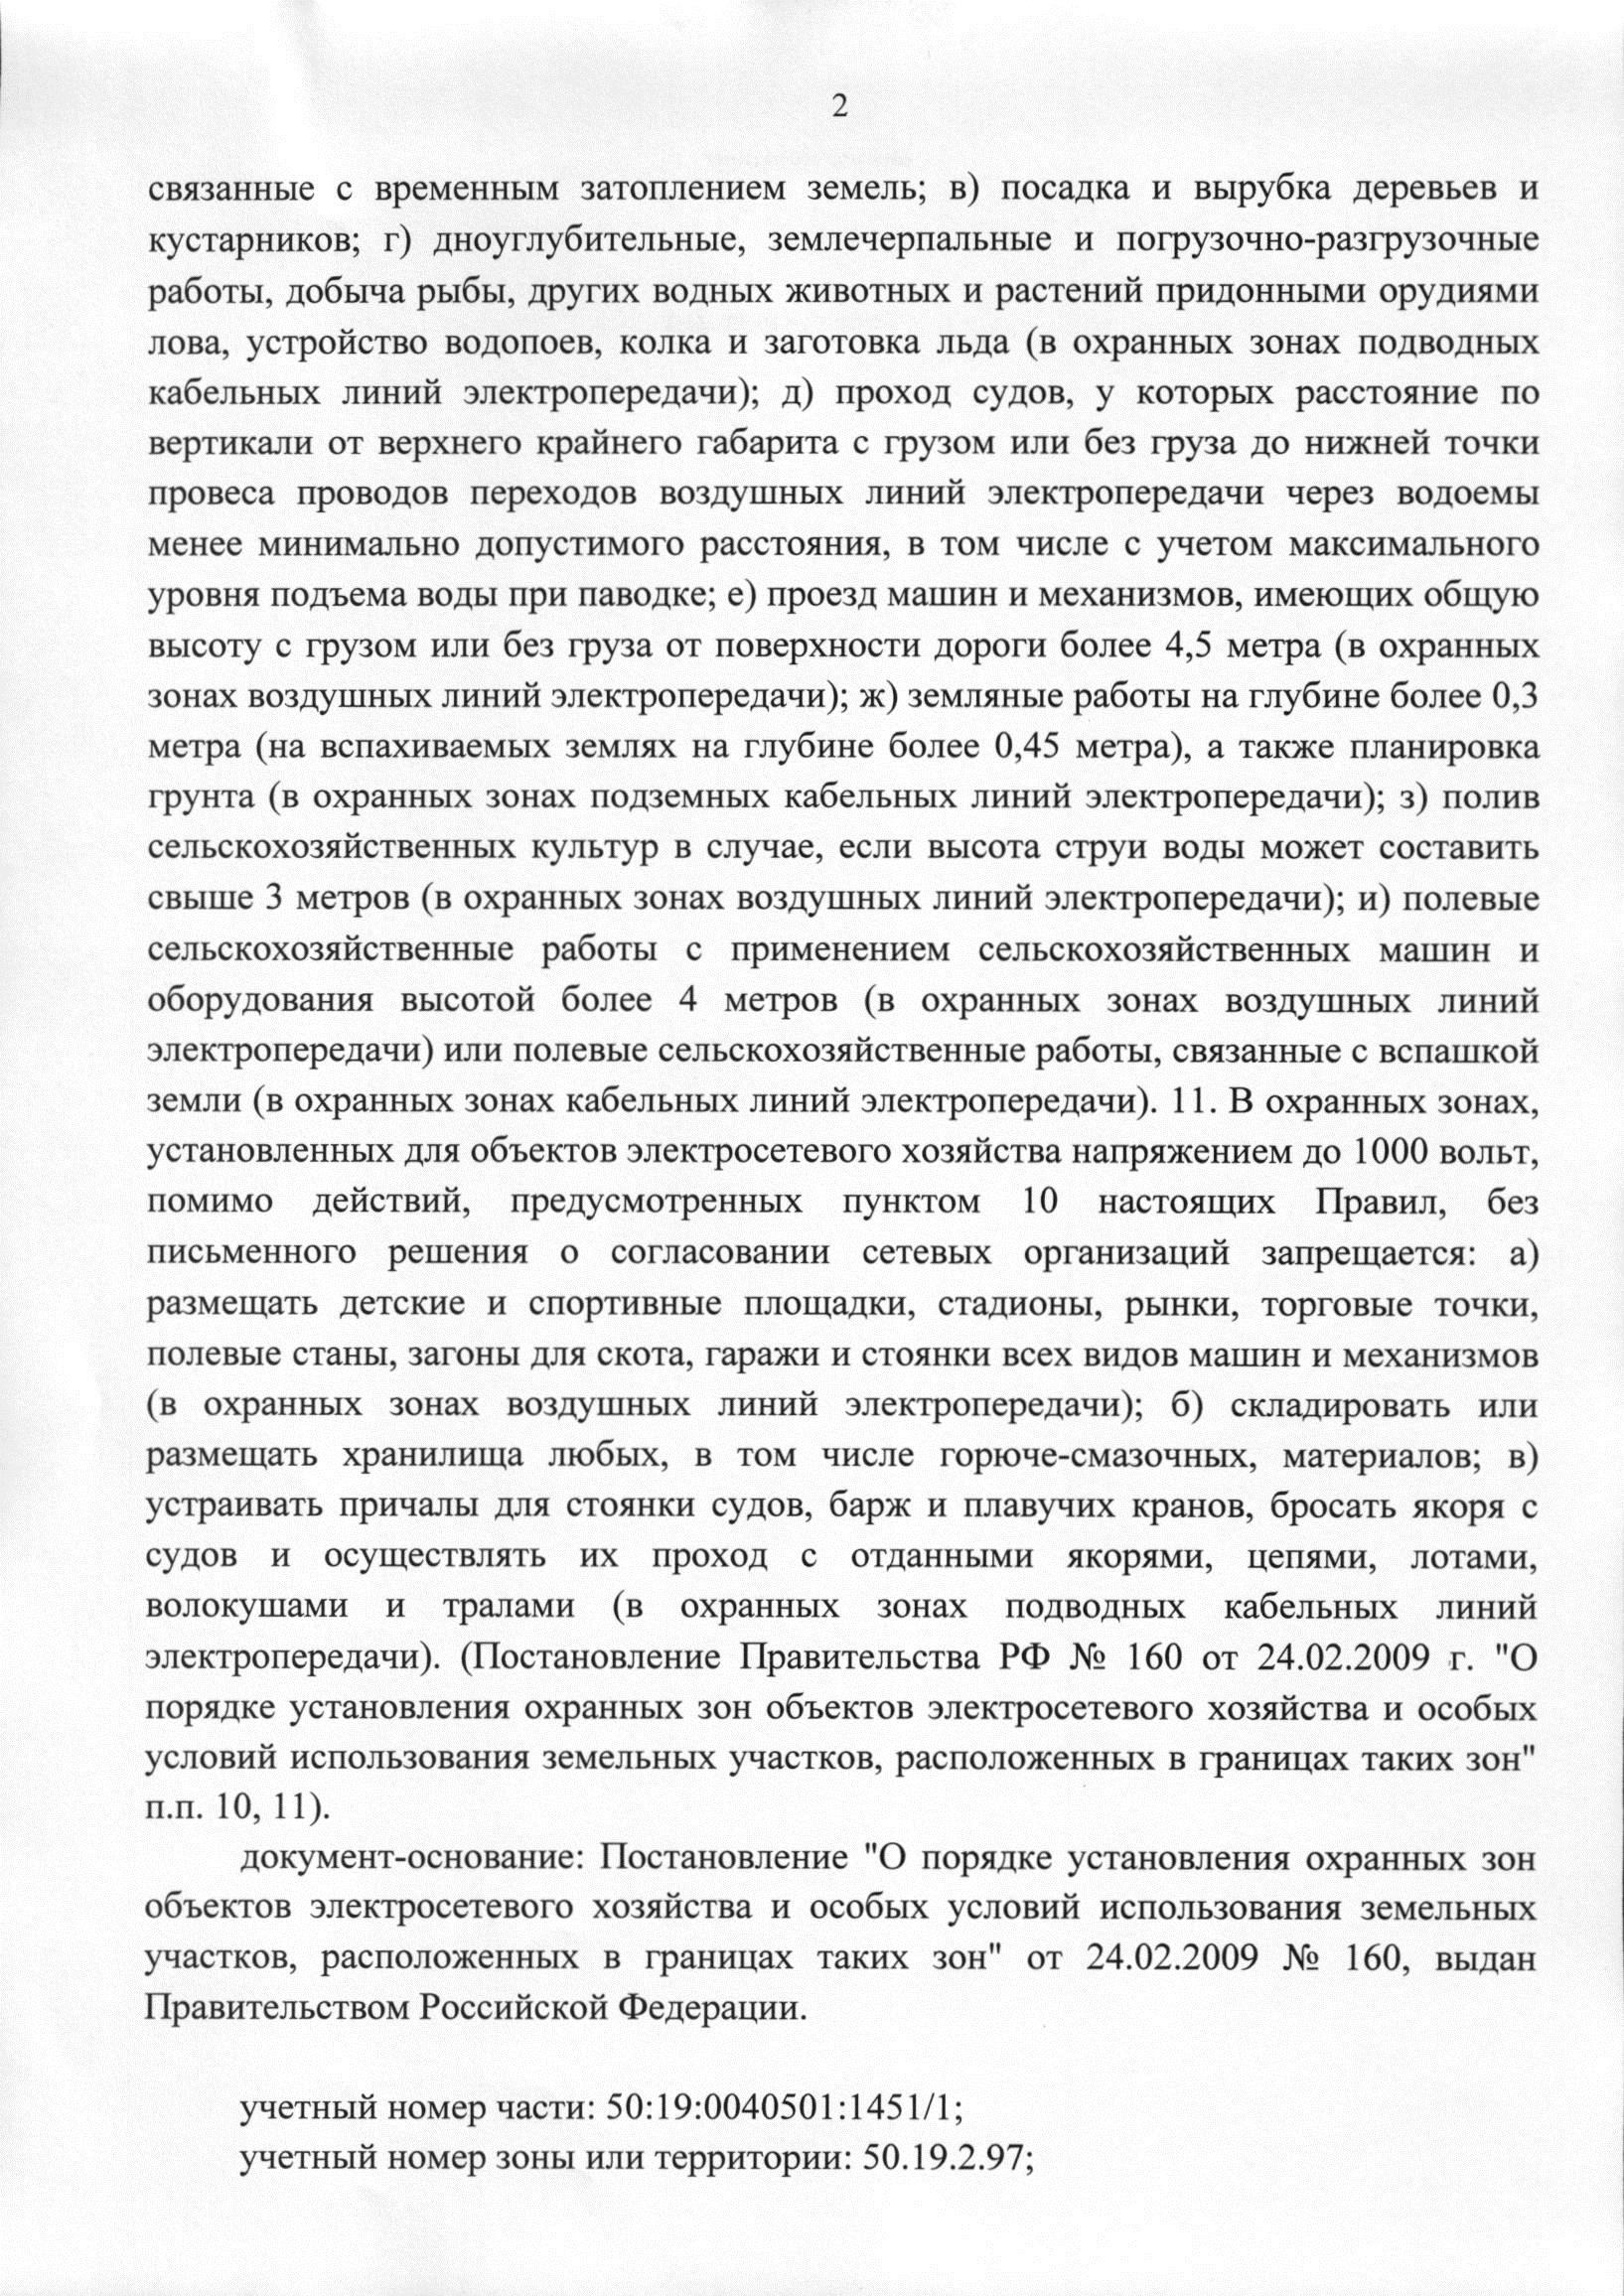 2
связанные с временным затоплением земель; в) посадка и вырубка деревьев и
кустарников; г) дноуглубительные, землечерпальные и погрузочно-разгрузочные
работы, добыча рыбы, других водных животных и растений придонными орудиями
лова, устройство водопоев, колка и заготовка льда (в охранных зонах подводных
кабельных линий электропередачи); д) проход судов, у которых расстояние по
вертикали от верхнего крайнего габарита с грузом или без груза до нижней точки
провеса проводов переходов воздушных линий электропередачи через водоемы
менее минимально допустимого расстояния, в том числе с учетом максимального
уровня подъема воды при паводке; е) проезд машин и механизмов, имеющих общую
высоту с грузом или без груза от поверхности дороги более 4,5 метра (в охранных
зонах воздушных линий электропередачи); ж) земляные работы на глубине более 0,3
метра (на вспахиваемых землях на глубине более 0,45 метра), а также планировка
грунта (в охранных зонах подземных кабельных линий электропередачи); з) полив
сельскохозяйственных культур в случае, если высота струи воды может составить
свыше 3 метров (в охранных зонах воздушных линий электропередачи); и) полевые
сельскохозяйственные работы с применением сельскохозяйственных машин и
оборудования высотой более 4 метров (в охранных зонах воздушных линий
электропередачи) или полевые сельскохозяйственные работы, связанные с вспашкой
земли (в охранных зонах кабельных линий электропередачи). 11. В охранных зонах,
установленных для объектов электросетевого хозяйства напряжением до 1000 вольт,
помимо действий, предусмотренных пунктом 10 настоящих Правил, без
письменного решения о согласовании сетевых организаций запрещается: а)
размещать детские и спортивные площадки, стадионы, рынки, торговые точки,
полевые станы, загоны для скота, гаражи и стоянки всех видов машин и механизмов
(в охранных зонах воздушных линий электропередачи); б) складировать или
размещать хранилища любых, в том числе горюче-смазочных, материалов; в)
устраивать причалы для стоянки судов, барж и плавучих кранов, бросать якоря с
судов и осуществлять их проход с отданными якорями, цепями, лотами,
волокушами и тралами (в охранных зонах подводных кабельных линий
электропередачи). (Постановление Правительства РФ № 160 от 24.02.2009 г. "О
порядке установления охранных зон объектов электросетевого хозяйства и особых
условий использования земельных участков, расположенных в границах таких зон"
п.п. 10, 11).
документ-основание: Постановление "О порядке установления охранных зон
объектов электросетевого хозяйства и особых условий использования земельных
участков, расположенных в границах таких зон" от 24.02.2009 № 160, выдан
Правительством Российской Федерации.
учетный номер части: 50:19:0040501:1451/1;
учетный номер зоны или территории: 50.19.2.97;